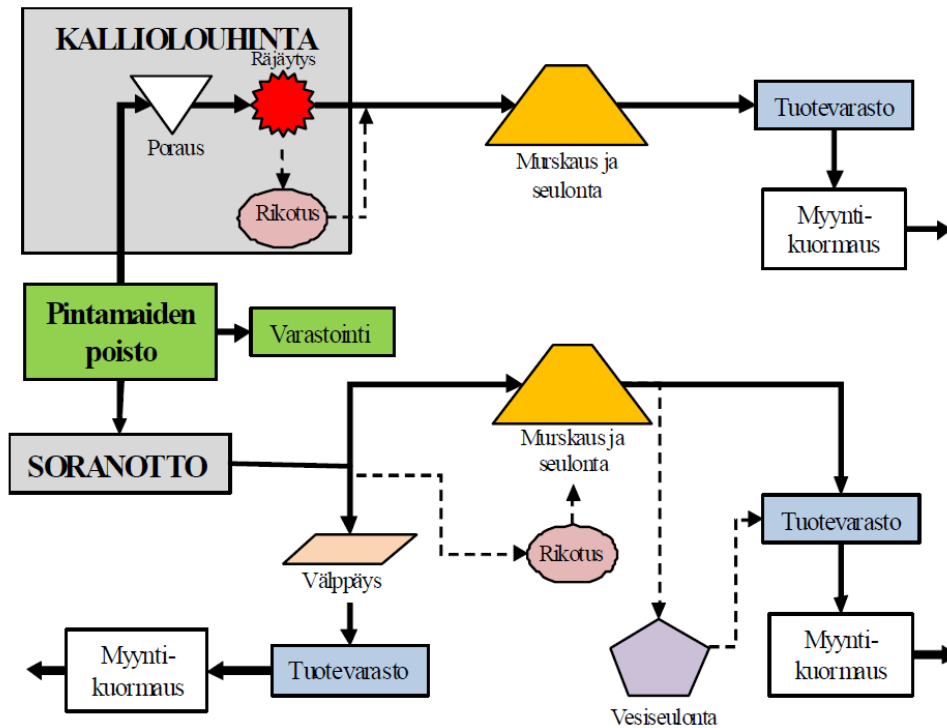 KALLIOLOUHINTA
Räjäytys
Poraus
Rikotus
Murskaus ja
seulonta
Tuotevarasto
Myynti-
kuormaus
Pintamaiden
poisto
Varastointi
SORANOTTO
Murskaus ja
seulonta
Rikotus
Välppäys
Tuotevarasto
Myynti-
kuormaus
Tuotevarasto
Myynti-
kuormaus
Vesiseulonta